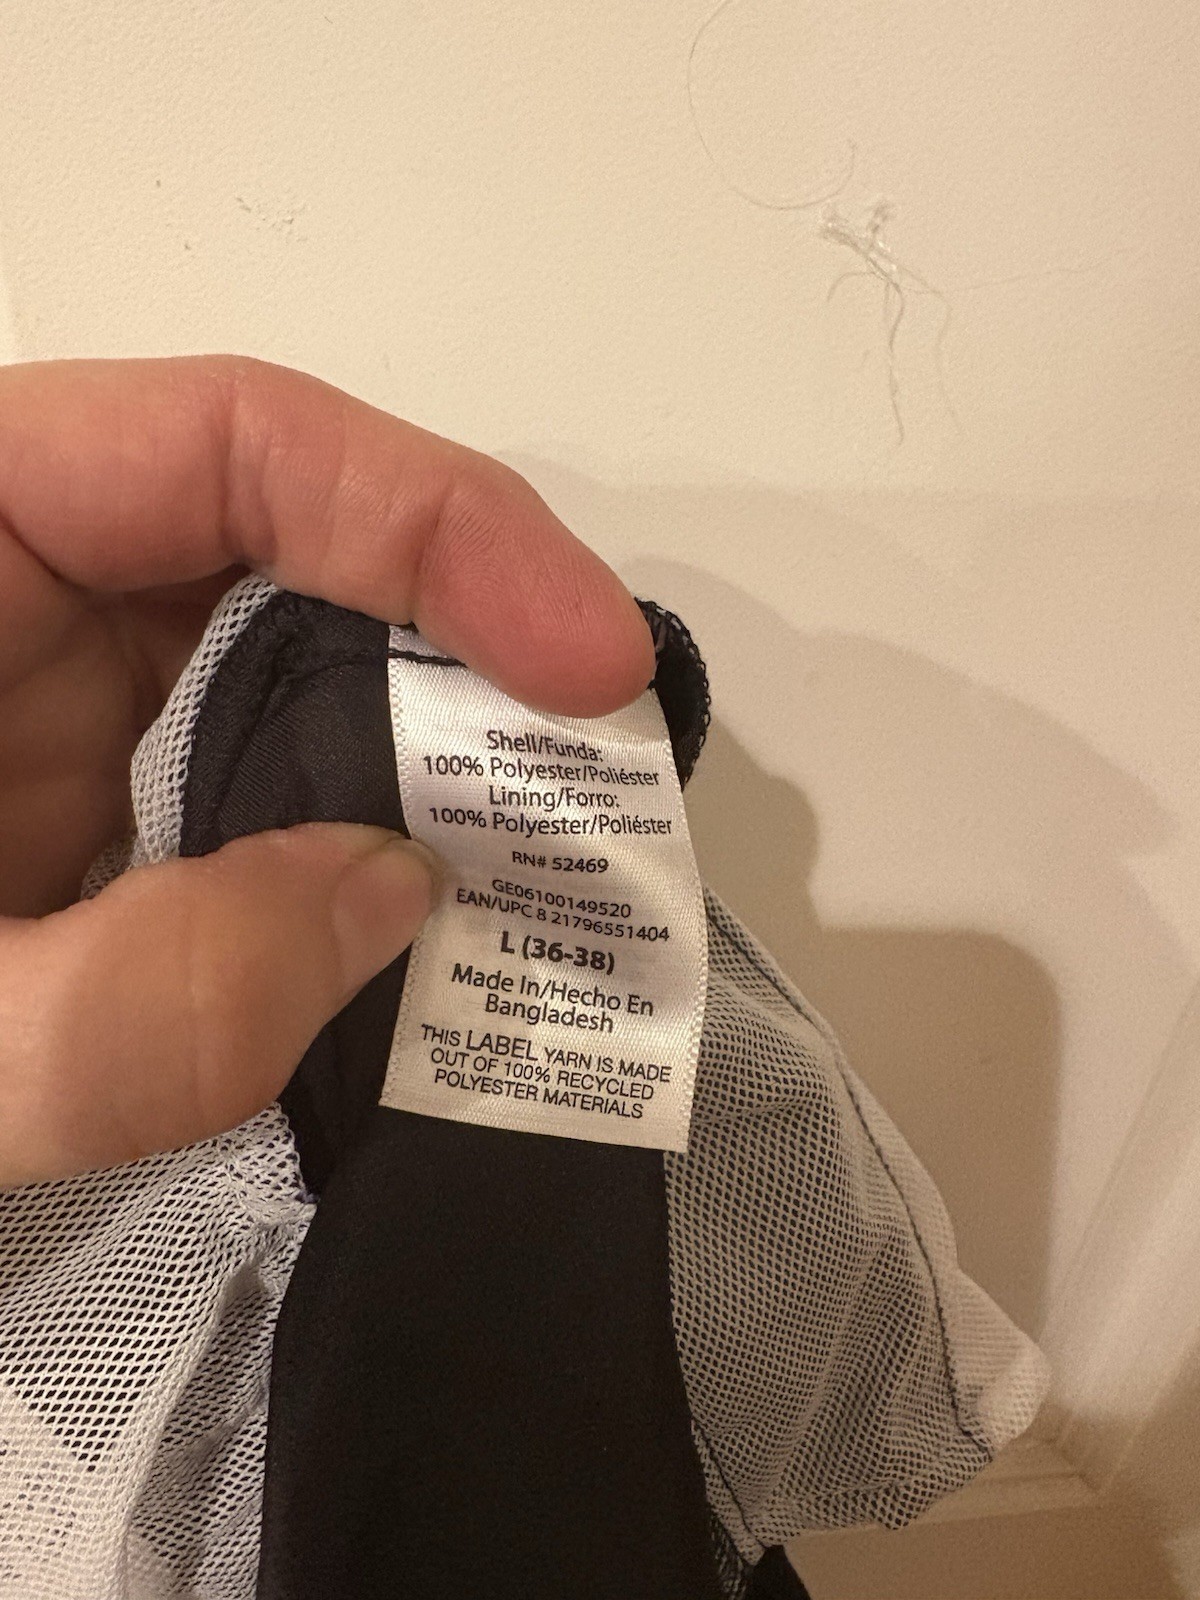 Shell/Funda:
100% Polyester/Poliéster
Lining/Forro:
100% Polyester/Poliéster
RN# 52469
GE06100149520
EAN/UPC 8 21796551404
L (36-38)
Made In/Hecho En
Bangladesh
THIS LABEL YARN IS MADE
OUT OF 100% RECYCLED
POLYESTER MATERIALS